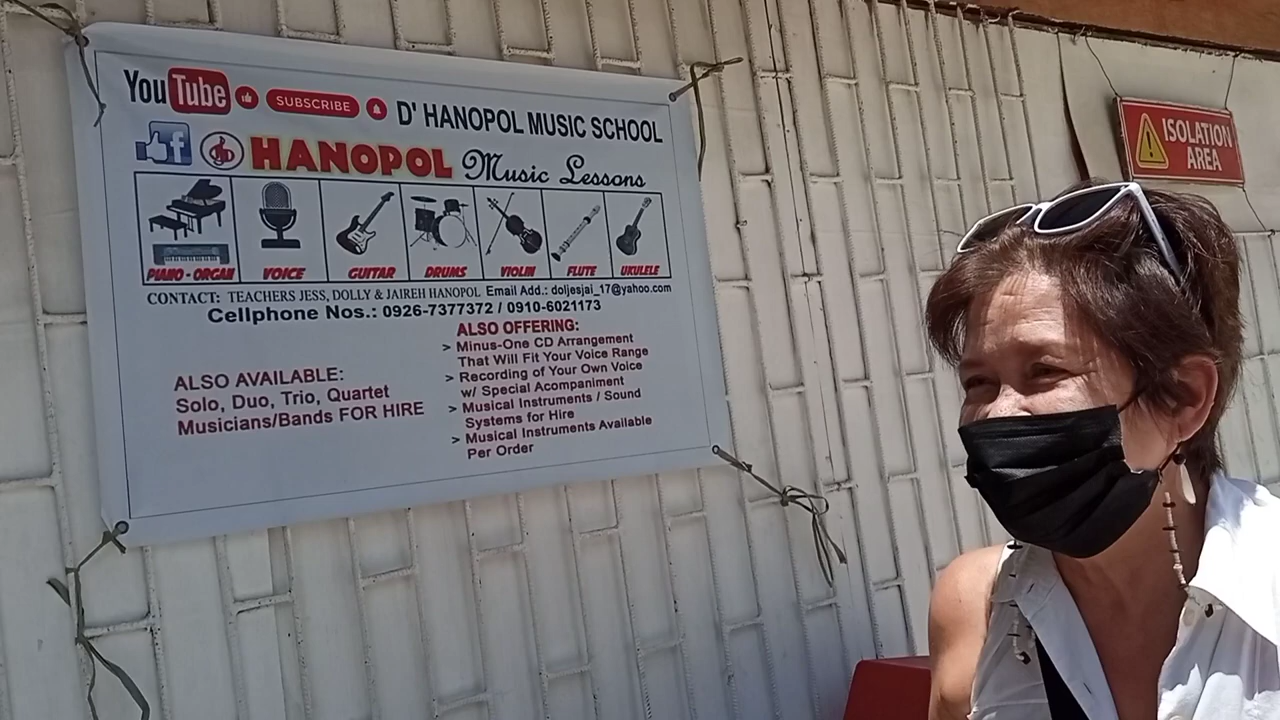 YouTube SUBSCRIBE D' HANOPOL MUSIC SCHOOL
f HANOPOL Music Lessons
PIANO - ORGAN VOICE GUITAR DRUMS VIOLIN FLUTE UKULELE
CONTACT: TEACHERS JESS, DOLLY & JAIREH HANOPOL Email Add.: doljesjai_17@yahoo.com
Cellphone Nos.: 0926-7377372 / 0910-6021173
ALSO AVAILABLE:
Solo, Duo, Trio, Quartet
Musicians/Bands FOR HIRE
ALSO OFFERING:
> Minus-One CD Arrangement
That Will Fit Your Voice Range
> Recording of Your Own Voice
w/ Special Acompaniment
> Musical Instruments / Sound
Systems for Hire
> Musical Instruments Available
Per Order
ISOLATION
AREA